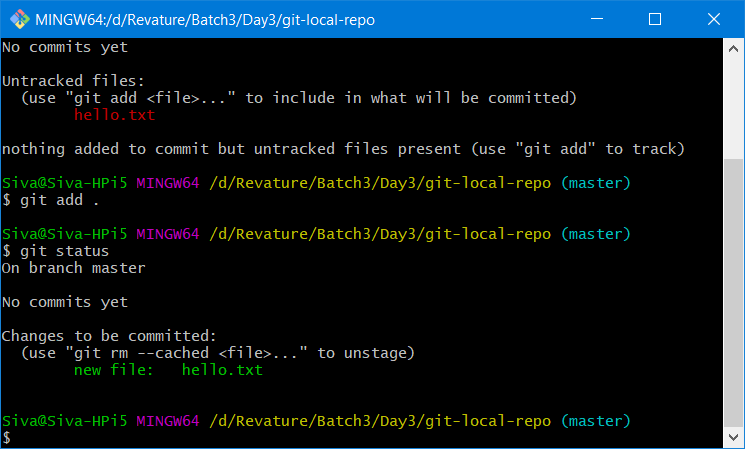 MINGW64:/d/Revature/Batch3/Day3/git-local-repo
No commits yet
Untracked files:
  (use "git add <file>..." to include in what will be committed)
        hello.txt
nothing added to commit but untracked files present (use "git add" to track)
Siva@Siva-HPi5 MINGW64 /d/Revature/Batch3/Day3/git-local-repo (master)
$ git add .
Siva@Siva-HPi5 MINGW64 /d/Revature/Batch3/Day3/git-local-repo (master)
$ git status
On branch master
No commits yet
Changes to be committed:
  (use "git rm --cached <file>..." to unstage)
        new file:   hello.txt
Siva@Siva-HPi5 MINGW64 /d/Revature/Batch3/Day3/git-local-repo (master)
$